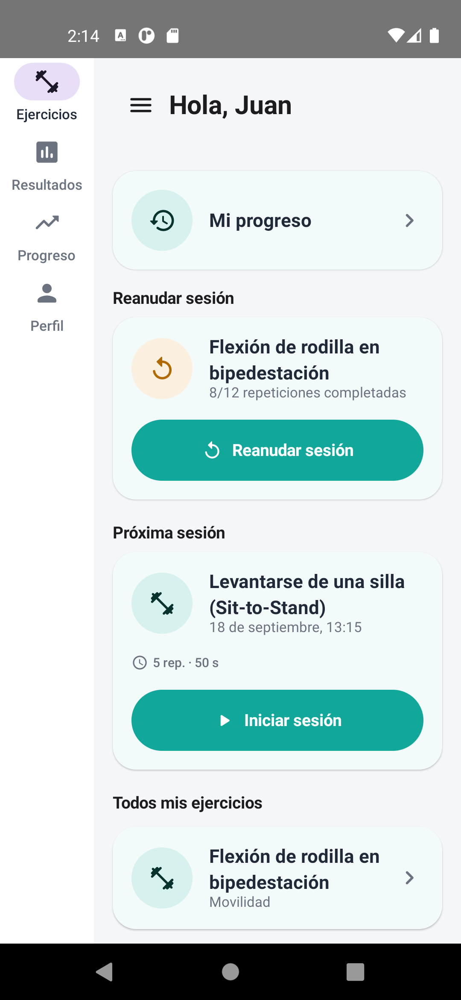 2:14
Ejercicios
Resultados
Progreso
Perfil
Hola, Juan
Mi progreso
Reanudar sesión
Flexión de rodilla en
bipedestación
8/12 repeticiones completadas
Reanudar sesión
Próxima sesión
Levantarse de una silla
(Sit-to-Stand)
18 de septiembre, 13:15
5 rep. · 50 s
Iniciar sesión
Todos mis ejercicios
Flexión de rodilla en
bipedestación
Movilidad